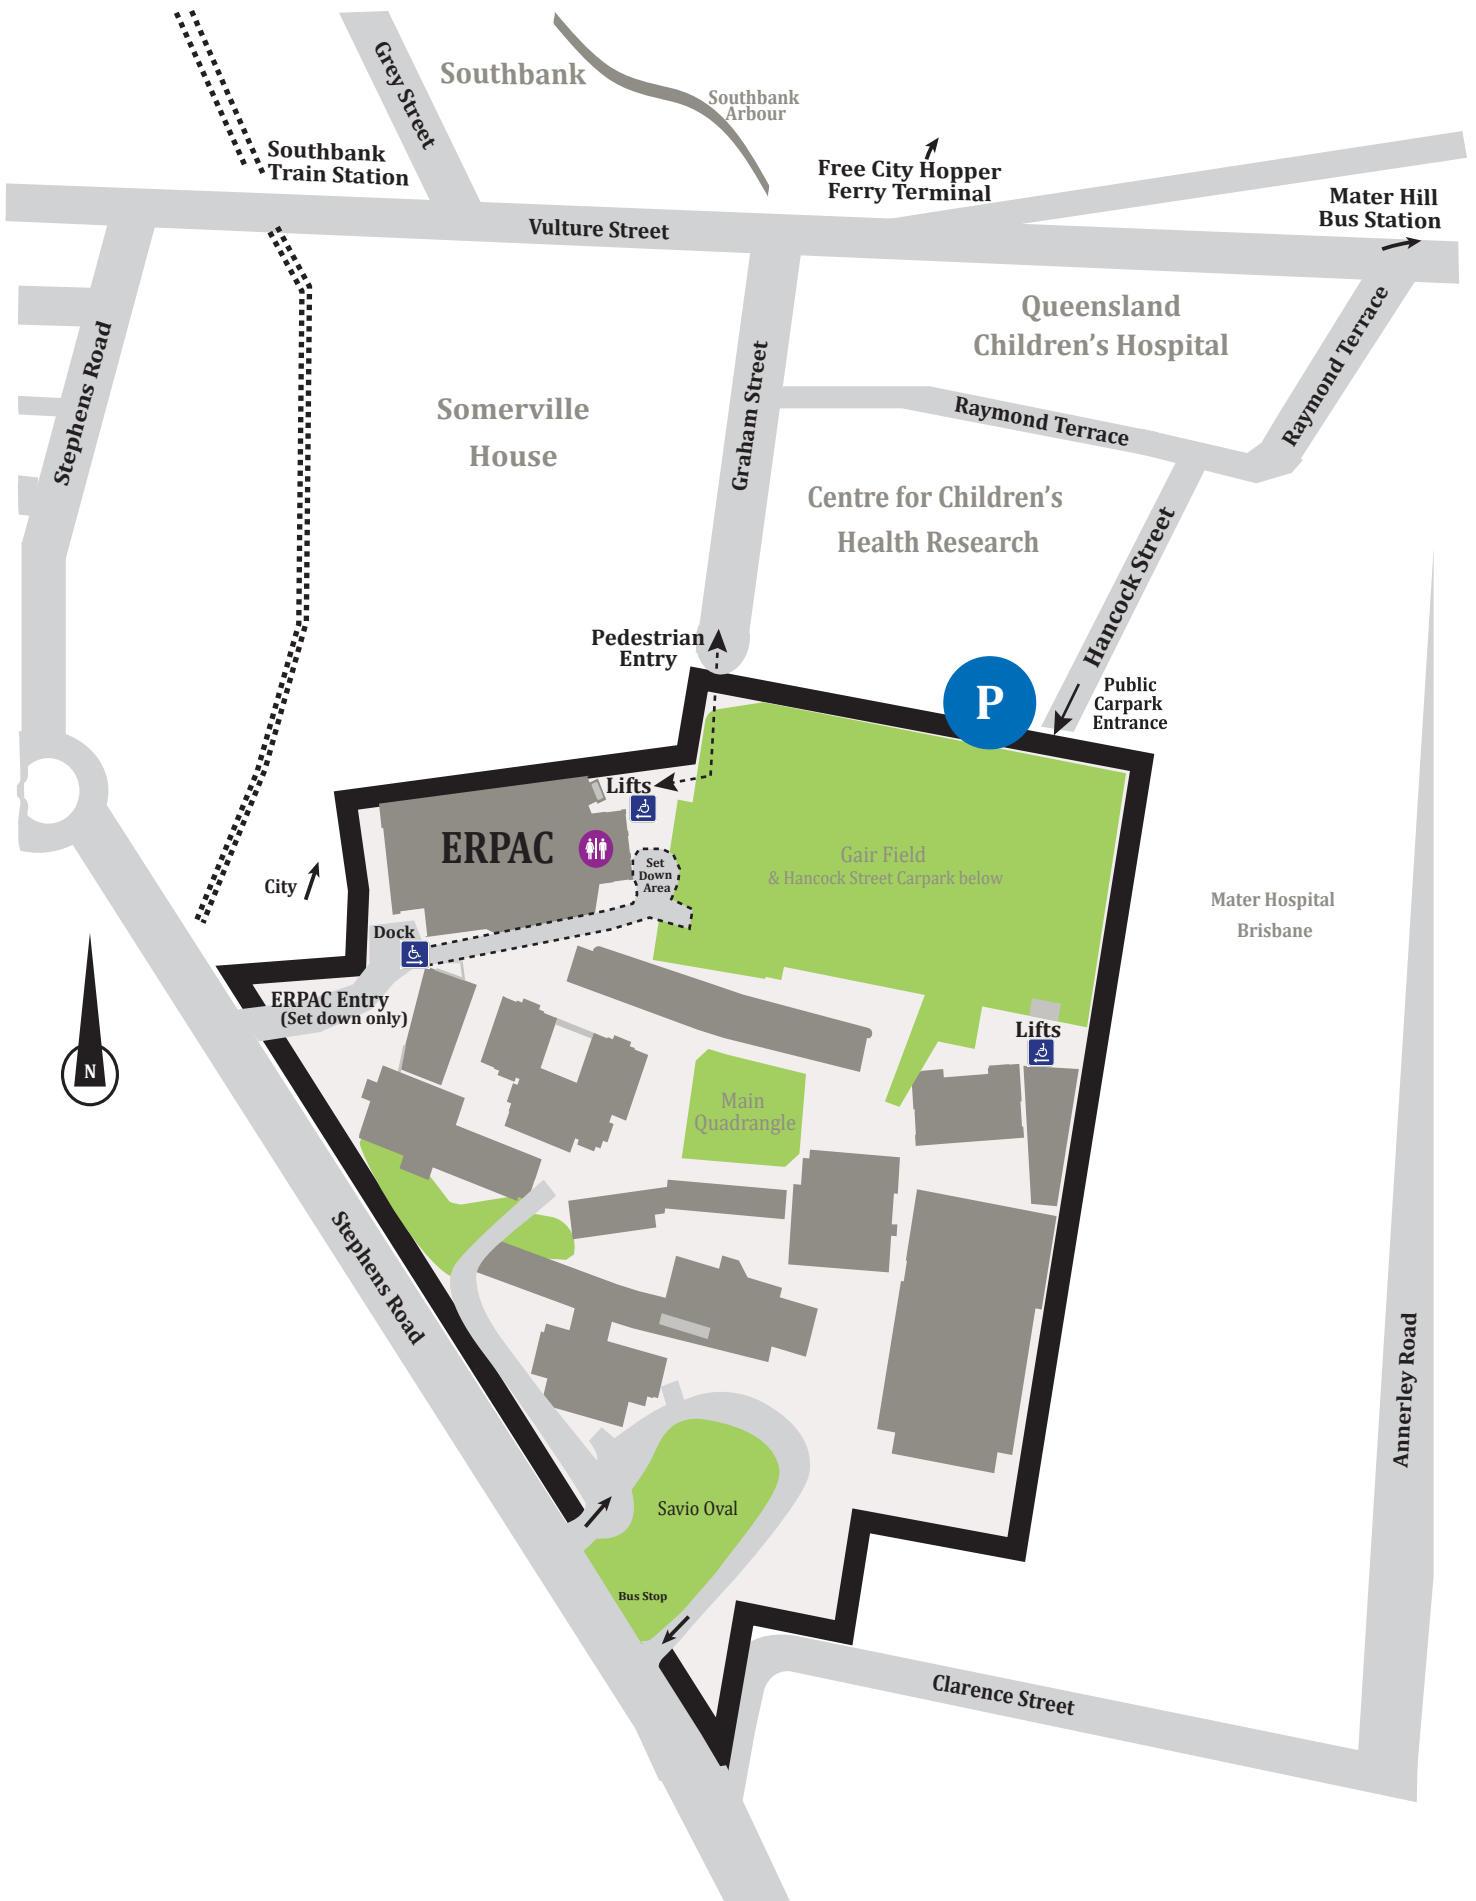 Grey Street
Southbank
Southbank
Arbour
Southbank
Train Station
Free City Hopper
Ferry Terminal
Mater Hill
Bus Station
Vulture Street
Queensland
Children's Hospital
Raymond Terrace
Stephens Road
Somerville
House
Graham Street
Raymond Terrace
Centre for Children's
Health Research
Hancock Street
Pedestrian
Entry
P
Public
Carpark
Entrance
Lifts
ERPAC
Set
Down
Area
Gair Field
& Hancock Street Carpark below
City
Mater Hospital
Brisbane
Dock
ERPAC Entry
(Set down only)
Lifts
N
Main
Quadrangle
Stephens Road
Annerley Road
Savio Oval
Bus Stop
Clarence Street